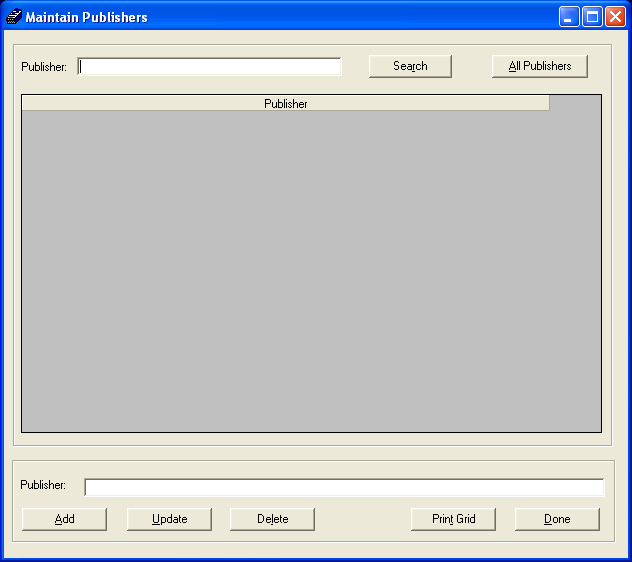 Maintain Publishers
Publisher: Search All Publishers
Publisher
Publisher:
Add Update Delete Print Grid Done